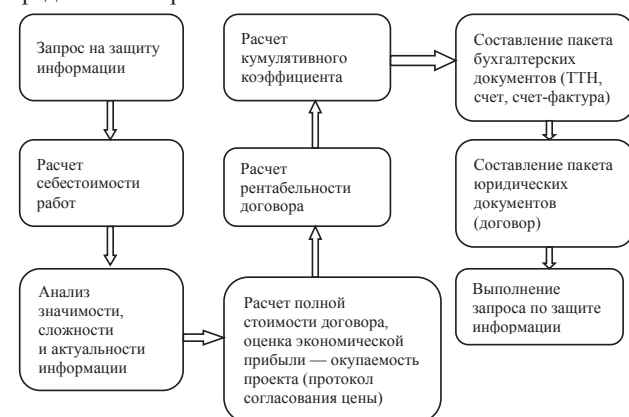 Запрос на защиту
информации
Расчет
себестоимости
работ
Анализ
значимости,
сложности
и актуальности
информации
Расчет полной
стоимости договора,
оценка экономической
прибыли — окупаемость
проекта (протокол
согласования цены)
Расчет
рентабельности
договора
Расчет
кумулятивного
коэффициента
Составление пакета
бухгалтерских
документов (ТТН,
счет, счет-фактура)
Составление пакета
юридических
документов
(договор)
Выполнение
запроса по защите
информации